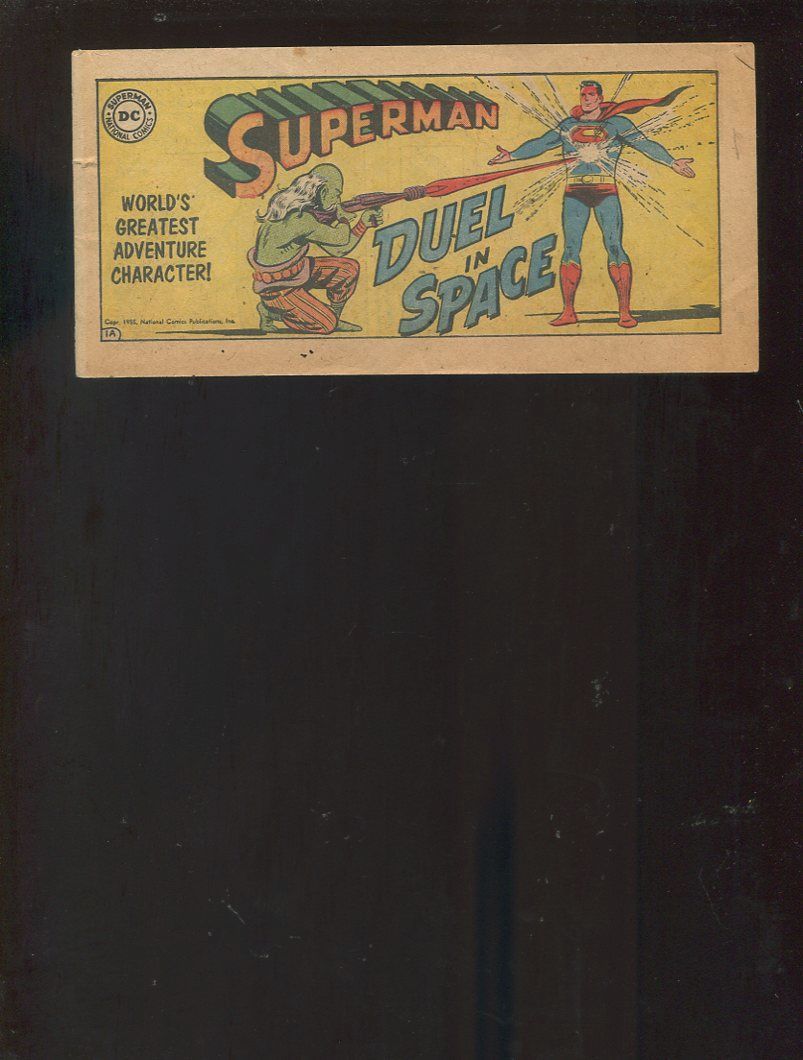 SUPERMAN
DC
NATIONAL COMICS
SUPERMAN
WORLD'S
GREATEST
ADVENTURE
CHARACTER!
DUEL
IN
SPACE
Copr. 1955, National Comics Publications, Inc.
1A